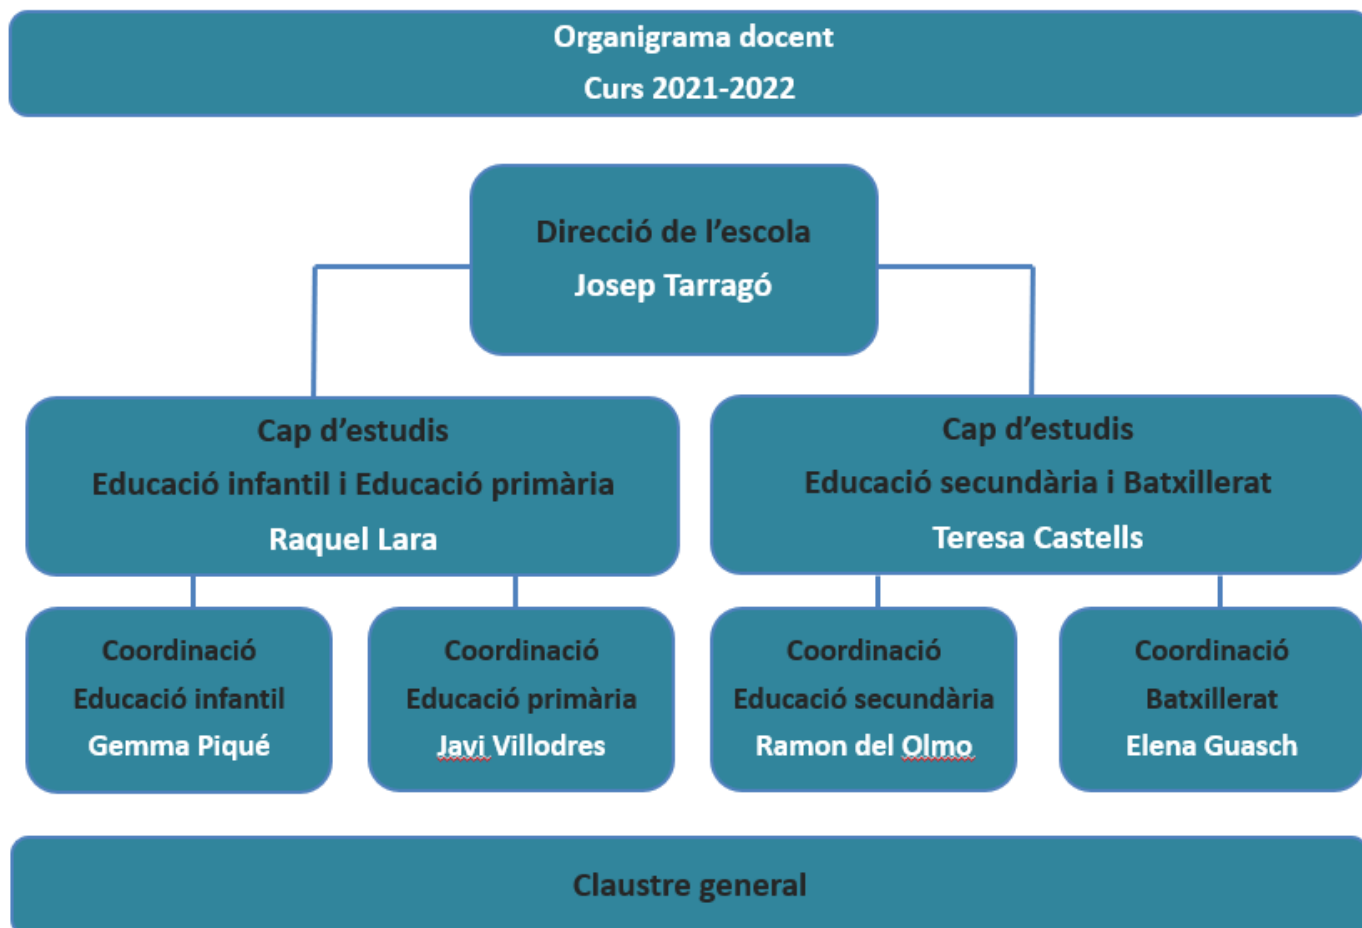 Organigrama docent
Curs 2021-2022
Direcció de l’escola
Josep Tarragó
Cap d’estudis
Educació infantil i Educació primària
Raquel Lara
Cap d’estudis
Educació secundària i Batxillerat
Teresa Castells
Coordinació
Educació infantil
Gemma Piqué
Coordinació
Educació primària
Javi Villodres
Coordinació
Educació secundària
Ramon del Olmo
Coordinació
Batxillerat
Elena Guasch
Claustre general